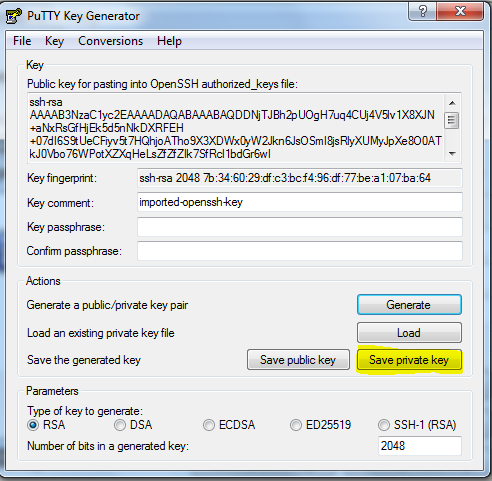 PuTTY Key Generator
File Key Conversions Help
Key
Public key for pasting into OpenSSH authorized_keys file:
ssh-rsa
AAAAB3NzaC1yc2EAAAADAQABAAABAQDDNjTJBh2pUOgH7uq4CUj4V5lv1X8XJN
+aNxRsGfHjEk5d5nNkDXRFEH
+07dI6S9tUeCFiyv5t7HQhjoATho9X3XDWx0yW2Jkn6JsOSmI8jsRlyXUMyJpXe8O0AT
kJ0Vbo76WPotXZXqHeLsZfZfZIk7SfRcI1bdGr6wI
Key fingerprint: ssh-rsa 2048 7b:34:60:29:df:c3:bc:f4:96:df:77:be:a1:07:ba:64
Key comment: imported-openssh-key
Key passphrase:
Confirm passphrase:
Actions
Generate a public/private key pair Generate
Load an existing private key file Load
Save the generated key Save public key Save private key
Parameters
Type of key to generate:
RSA DSA ECDSA ED25519 SSH-1 (RSA)
Number of bits in a generated key: 2048